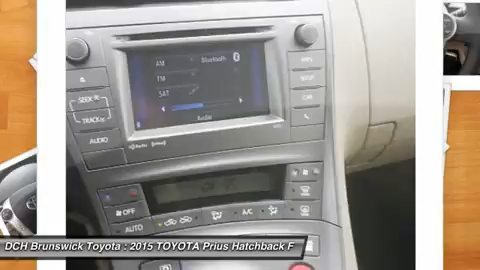 AM
Bluetooth
FM
SAT
Audio
SEEK
TRACK
AUDIO
SETUP
CAR
OFF
AUTO
A/C
DCH Brunswick Toyota : 2015 TOYOTA Prius Hatchback F